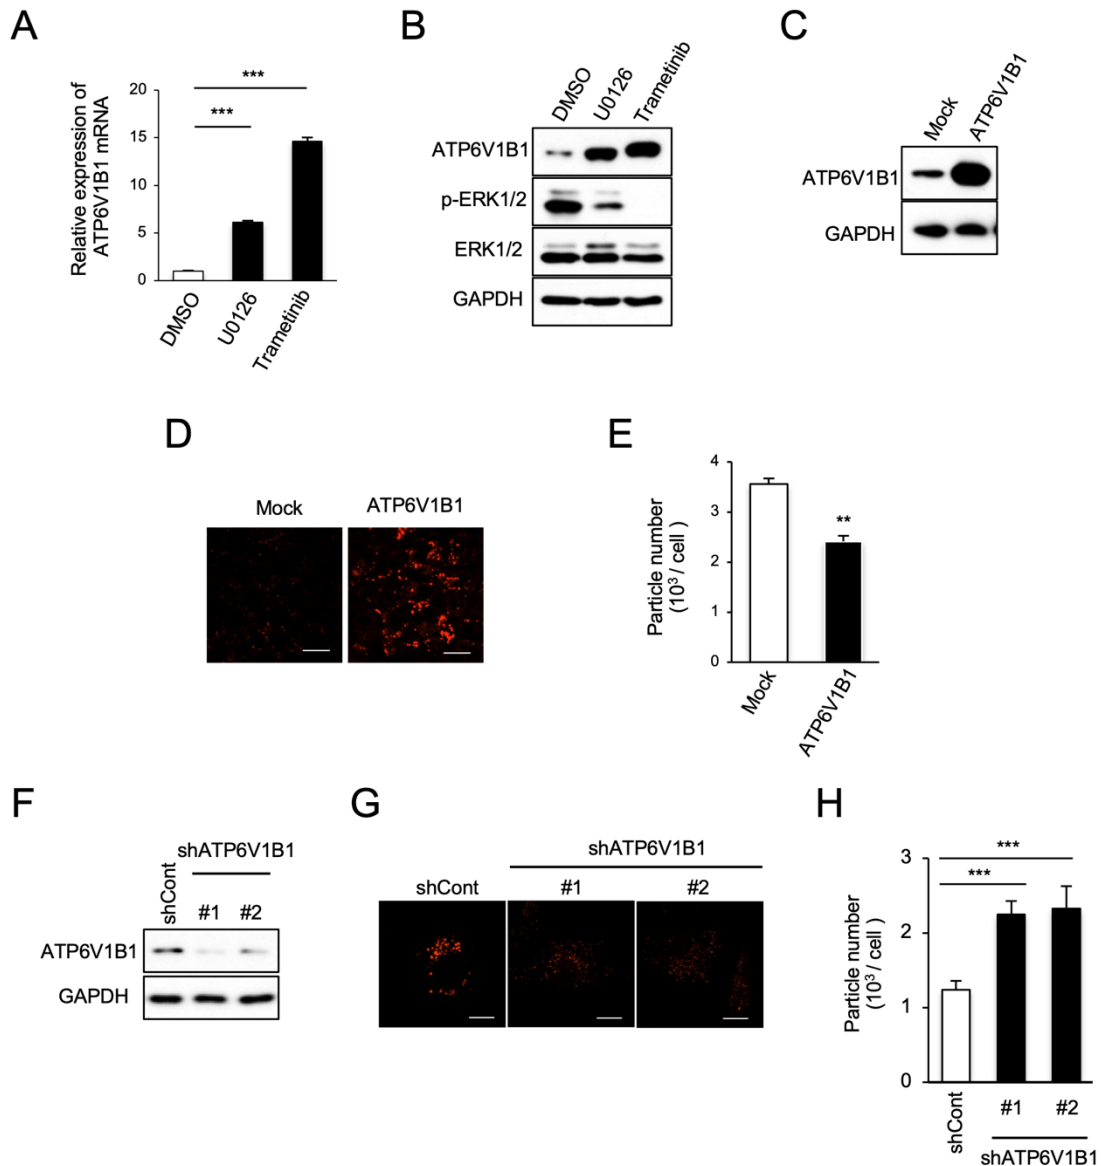 A
Relative expression of
ATP6V1B1 mRNA
20
15
10
5
0
***
***
DMSO
U0126
Trametinib
B
DMSO
U0126
Trametinib
ATP6V1B1
p-ERK1/2
ERK1/2
GAPDH
C
Mock
ATP6V1B1
ATP6V1B1
GAPDH
D
Mock
ATP6V1B1
E
Particle number
(10³ / cell )
4
3
2
1
0
**
Mock
ATP6V1B1
F
shATP6V1B1
shCont
#1
#2
ATP6V1B1
GAPDH
G
shATP6V1B1
shCont
#1
#2
H
Particle number
(10³ / cell )
3
2
1
0
***
***
shCont
#1
#2
shATP6V1B1